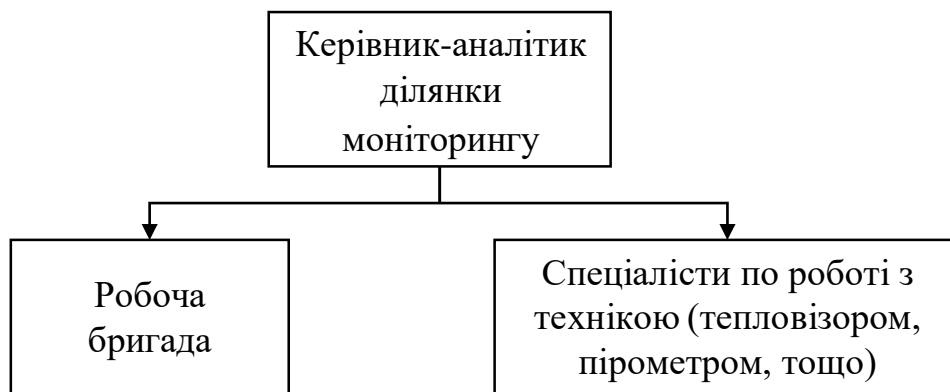 Керівник-аналітик
ділянки
моніторингу
Робоча
бригада
Спеціалісти по роботі з
технікою (тепловізором,
пірометром, тощо)